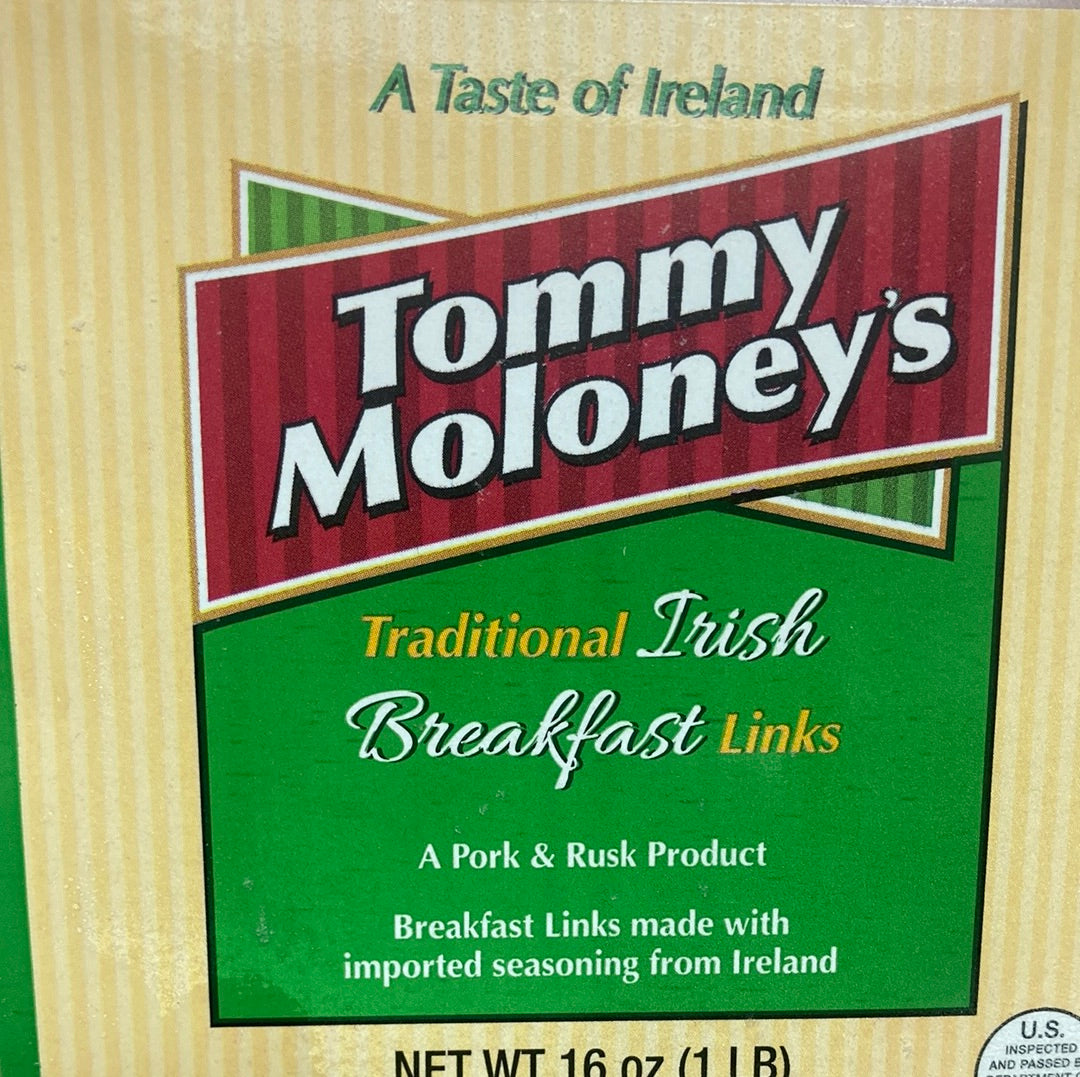 A Taste of Ireland
Tommy
Moloney's
Traditional Irish
Breakfast Links
A Pork & Rusk Product
Breakfast Links made with
imported seasoning from Ireland
NET WT 16 oz (1 LB)
U.S.
INSPECTED
AND PASSED